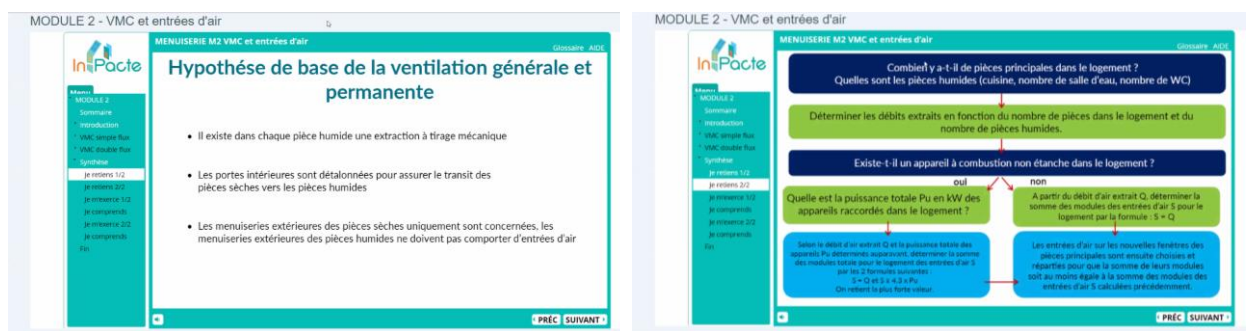 MODULE 2 - VMC et entrées d'air
MENUISERIE M2 VMC et entrées d'air
Glossaire AIDE
InPacte
Menu
MODULE 2
Sommaire
Introduction
VMC simple flux
VMC double flux
Synthèse
Je retiens 1/2
Je retiens 2/2
Je m'exerce 1/2
Je comprends
Je m'exerce 2/2
Je comprends
Fin
Hypothése de base de la ventilation générale et
permanente
• Il existe dans chaque pièce humide une extraction à tirage mécanique
• Les portes intérieures sont détalonnées pour assurer le transit des
pièces sèches vers les pièces humides
• Les menuiseries extérieures des pièces sèches uniquement sont concernées, les
menuiseries extérieures des pièces humides ne doivent pas comporter d'entrées d'air
PRÉC SUIVANT
MODULE 2 - VMC et entrées d'air
MENUISERIE M2 VMC et entrées d'air
Glossaire AIDE
InPacte
Menu
MODULE 2
Sommaire
Introduction
VMC simple flux
VMC double flux
Synthèse
Je retiens 1/2
Je retiens 2/2
Je m'exerce 1/2
Je comprends
Je m'exerce 2/2
Je comprends
Fin
Combien y a-t-il de pièces principales dans le logement ?
Quelles sont les pièces humides (cuisine, nombre de salle d'eau, nombre de WC)
Déterminer les débits extraits en fonction du nombre de pièces dans le logement et du
nombre de pièces humides.
Existe-t-il un appareil à combustion non étanche dans le logement ?
oui
non
Quelle est la puissance totale Pu en kW des
appareils raccordés dans le logement ?
A partir du débit d'air extrait Q, déterminer la
somme des modules des entrées d'air S pour le
logement par la formule : S = Q
Selon le débit d'air extrait Q et la puissance totale des
appareils Pu déterminés auparavant, déterminer la somme
des modules totale pour le logement des entrées d'air S
par les 2 formules suivantes :
S = Q et S ≥ 4.3 x Pu
On retient la plus forte valeur.
Les entrées d'air sur les nouvelles fenêtres des
pièces principales sont ensuite choisies et
réparties pour que la somme de leurs modules
soit au moins égale à la somme des modules des
entrées d'air S calculées précédemment.
PRÉC SUIVANT